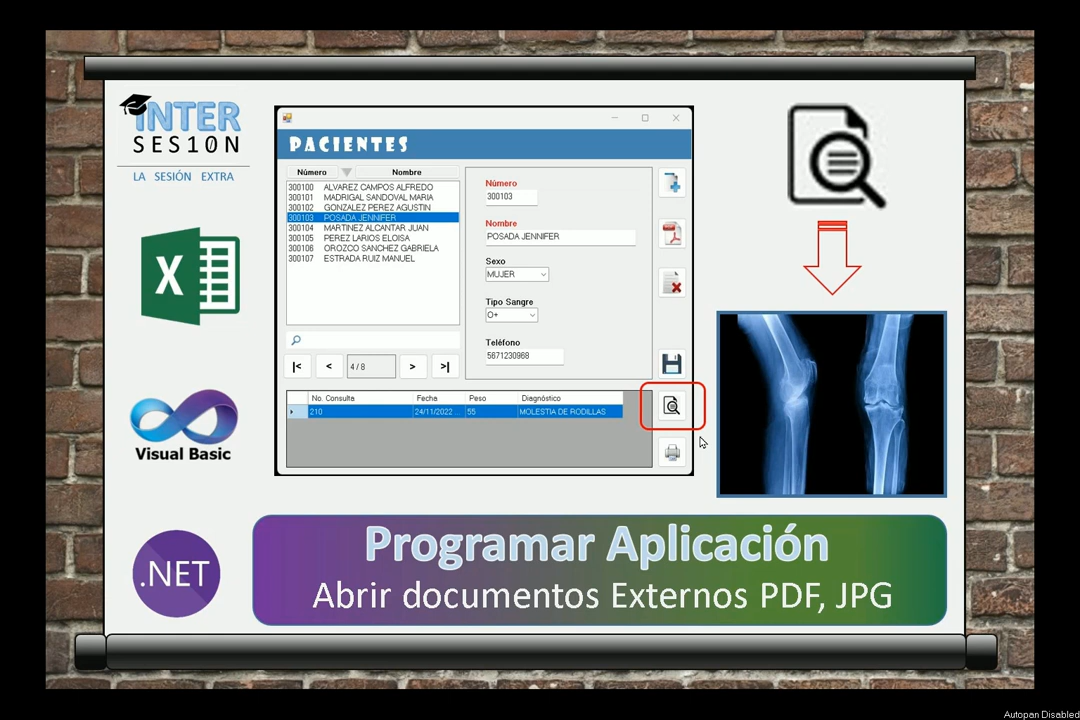 INTER
SES10N
LA SESIÓN EXTRA
X
Visual Basic
.NET
PACIENTES
Número Nombre
300100 ALVAREZ CAMPOS ALFREDO
300101 MADRIGAL SANDOVAL MARIA
300102 GONZALEZ PEREZ AGUSTIN
300103 POSADA JENNIFER
300104 MARTINEZ ALCANTAR JUAN
300105 PEREZ LARIOS ELOISA
300106 OROZCO SANCHEZ GABRIELA
300107 ESTRADA RUIZ MANUEL
|< < 4 / 8 > >|
Número
300103
Nombre
POSADA JENNIFER
Sexo
MUJER
Tipo Sangre
O+
Teléfono
5671230968
No. Consulta Fecha Peso Diagnóstico
210 24/11/2022 ... 55 MOLESTIA DE RODILLAS
Programar Aplicación
Abrir documentos Externos PDF, JPG
Autopan Disabled